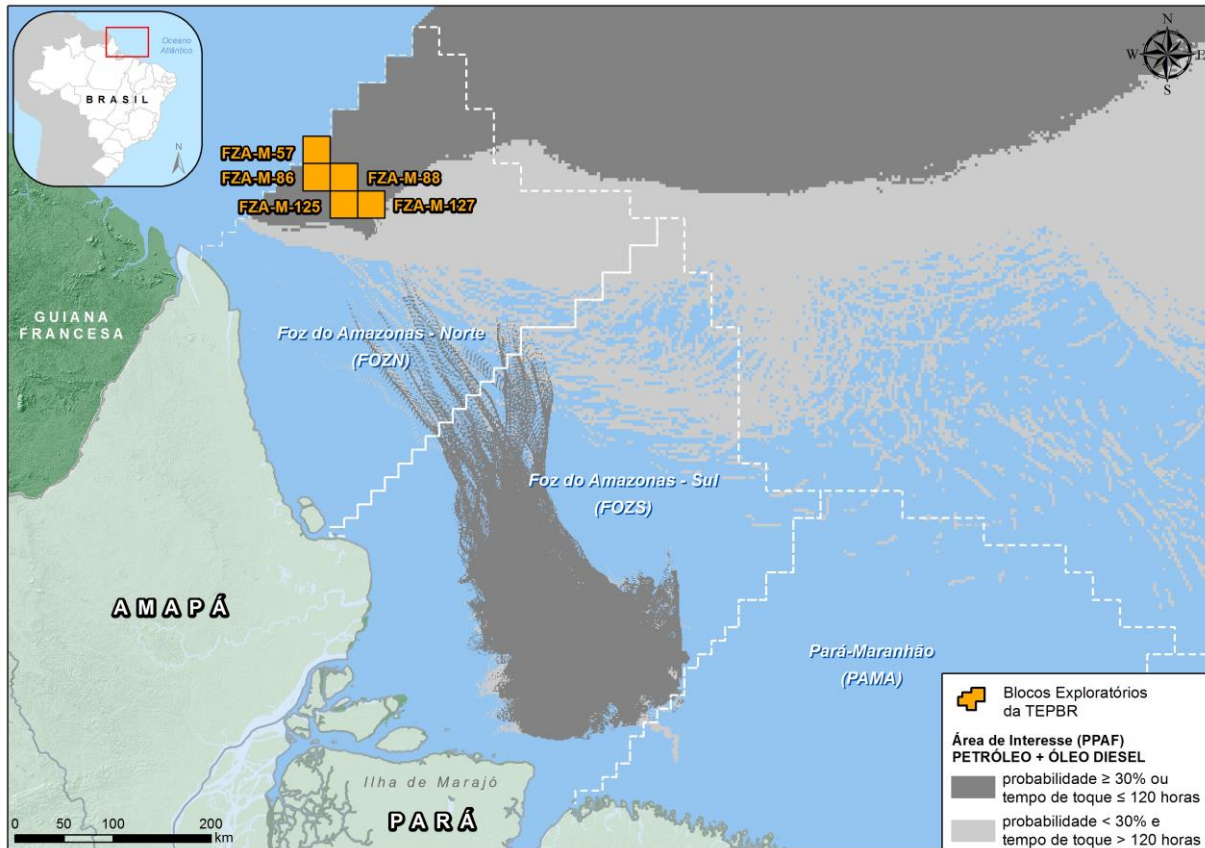 Oceano
Atlântico
BRASIL
N
N
W
E
S
FZA-M-57
FZA-M-86
FZA-M-88
FZA-M-125
FZA-M-127
GUIANA
FRANCESA
Foz do Amazonas - Norte
(FOZN)
Foz do Amazonas - Sul
(FOZS)
AMAPÁ
Pará-Maranhão
(PAMA)
Ilha de Marajó
PARÁ
0 50 100 200
km
Blocos Exploratórios
da TEPBR
Área de Interesse (PPAF)
PETRÓLEO + ÓLEO DIESEL
probabilidade ≥ 30% ou
tempo de toque ≤ 120 horas
probabilidade < 30% e
tempo de toque > 120 horas